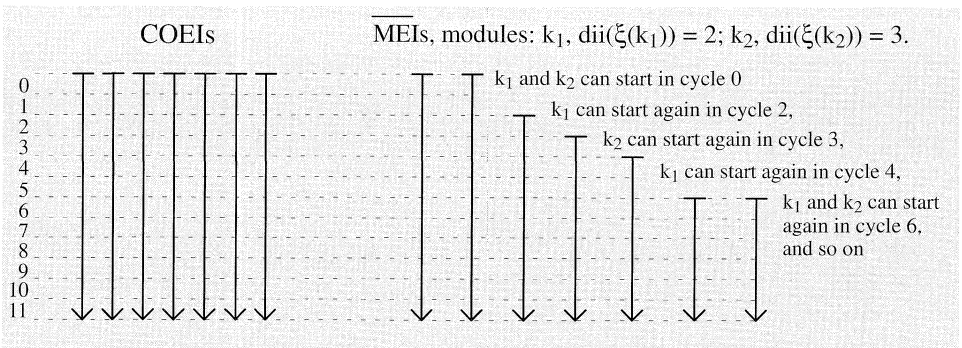 COEIs
MEIs, modules: k₁, dii(ξ(k₁)) = 2; k₂, dii(ξ(k₂)) = 3.
0
k₁ and k₂ can start in cycle 0
1
k₁ can start again in cycle 2,
2
k₂ can start again in cycle 3,
3
4
k₁ can start again in cycle 4,
5
6
k₁ and k₂ can start
again in cycle 6,
and so on
7
8
9
10
11